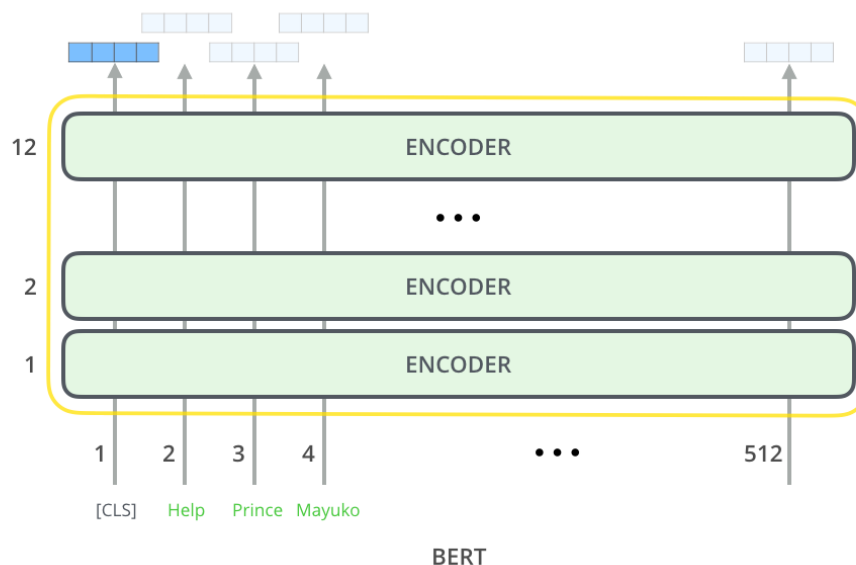 12 ENCODER
...
2 ENCODER
1 ENCODER
1 2 3 4 ... 512
[CLS] Help Prince Mayuko
BERT